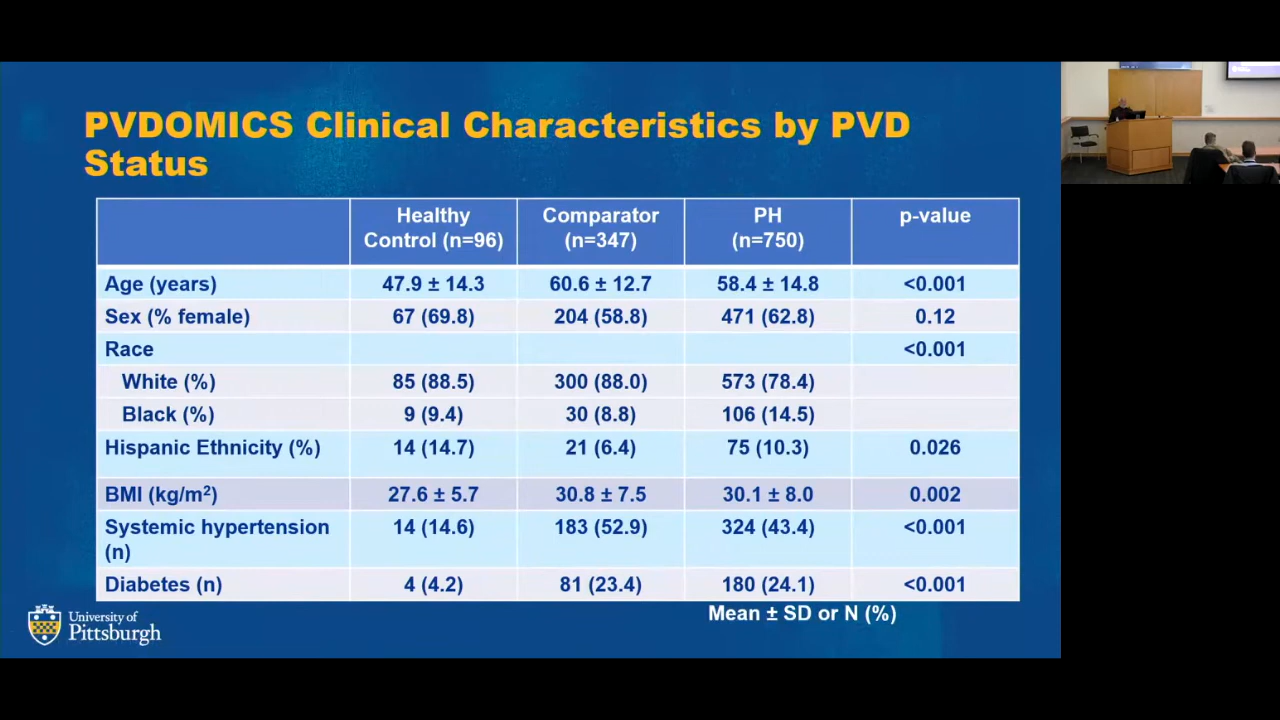 PVDOMICS Clinical Characteristics by PVD
Status
Healthy Control (n=96) Comparator (n=347) PH (n=750) p-value
Age (years) 47.9 ± 14.3 60.6 ± 12.7 58.4 ± 14.8 <0.001
Sex (% female) 67 (69.8) 204 (58.8) 471 (62.8) 0.12
Race <0.001
White (%) 85 (88.5) 300 (88.0) 573 (78.4)
Black (%) 9 (9.4) 30 (8.8) 106 (14.5)
Hispanic Ethnicity (%) 14 (14.7) 21 (6.4) 75 (10.3) 0.026
BMI (kg/m²) 27.6 ± 5.7 30.8 ± 7.5 30.1 ± 8.0 0.002
Systemic hypertension (n) 14 (14.6) 183 (52.9) 324 (43.4) <0.001
Diabetes (n) 4 (4.2) 81 (23.4) 180 (24.1) <0.001
Mean ± SD or N (%)
University of
Pittsburgh